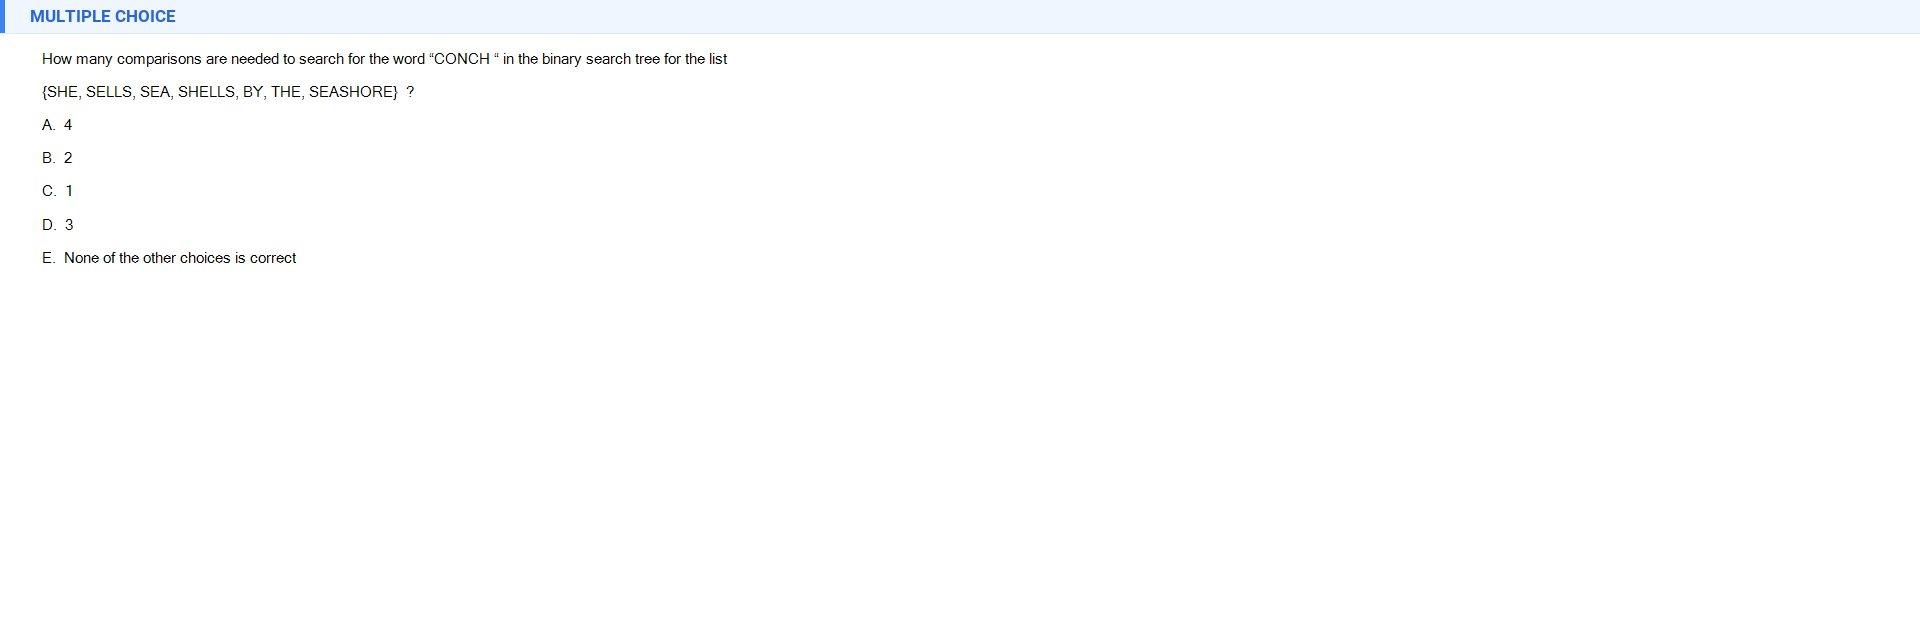 MULTIPLE CHOICE
How many comparisons are needed to search for the word “CONCH “ in the binary search tree for the list
{SHE, SELLS, SEA, SHELLS, BY, THE, SEASHORE} ?
A. 4
B. 2
C. 1
D. 3
E. None of the other choices is correct